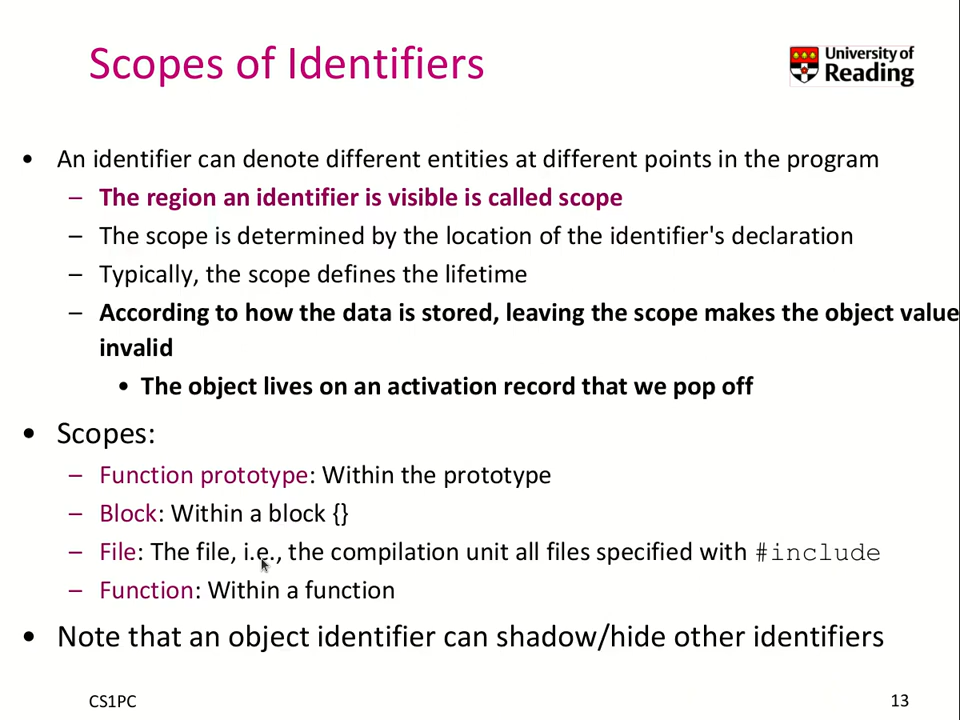 Scopes of Identifiers
University of
Reading
• An identifier can denote different entities at different points in the program
– The region an identifier is visible is called scope
– The scope is determined by the location of the identifier's declaration
– Typically, the scope defines the lifetime
– According to how the data is stored, leaving the scope makes the object value
invalid
• The object lives on an activation record that we pop off
• Scopes:
– Function prototype: Within the prototype
– Block: Within a block {}
– File: The file, i.e., the compilation unit all files specified with #include
– Function: Within a function
• Note that an object identifier can shadow/hide other identifiers
CS1PC
13